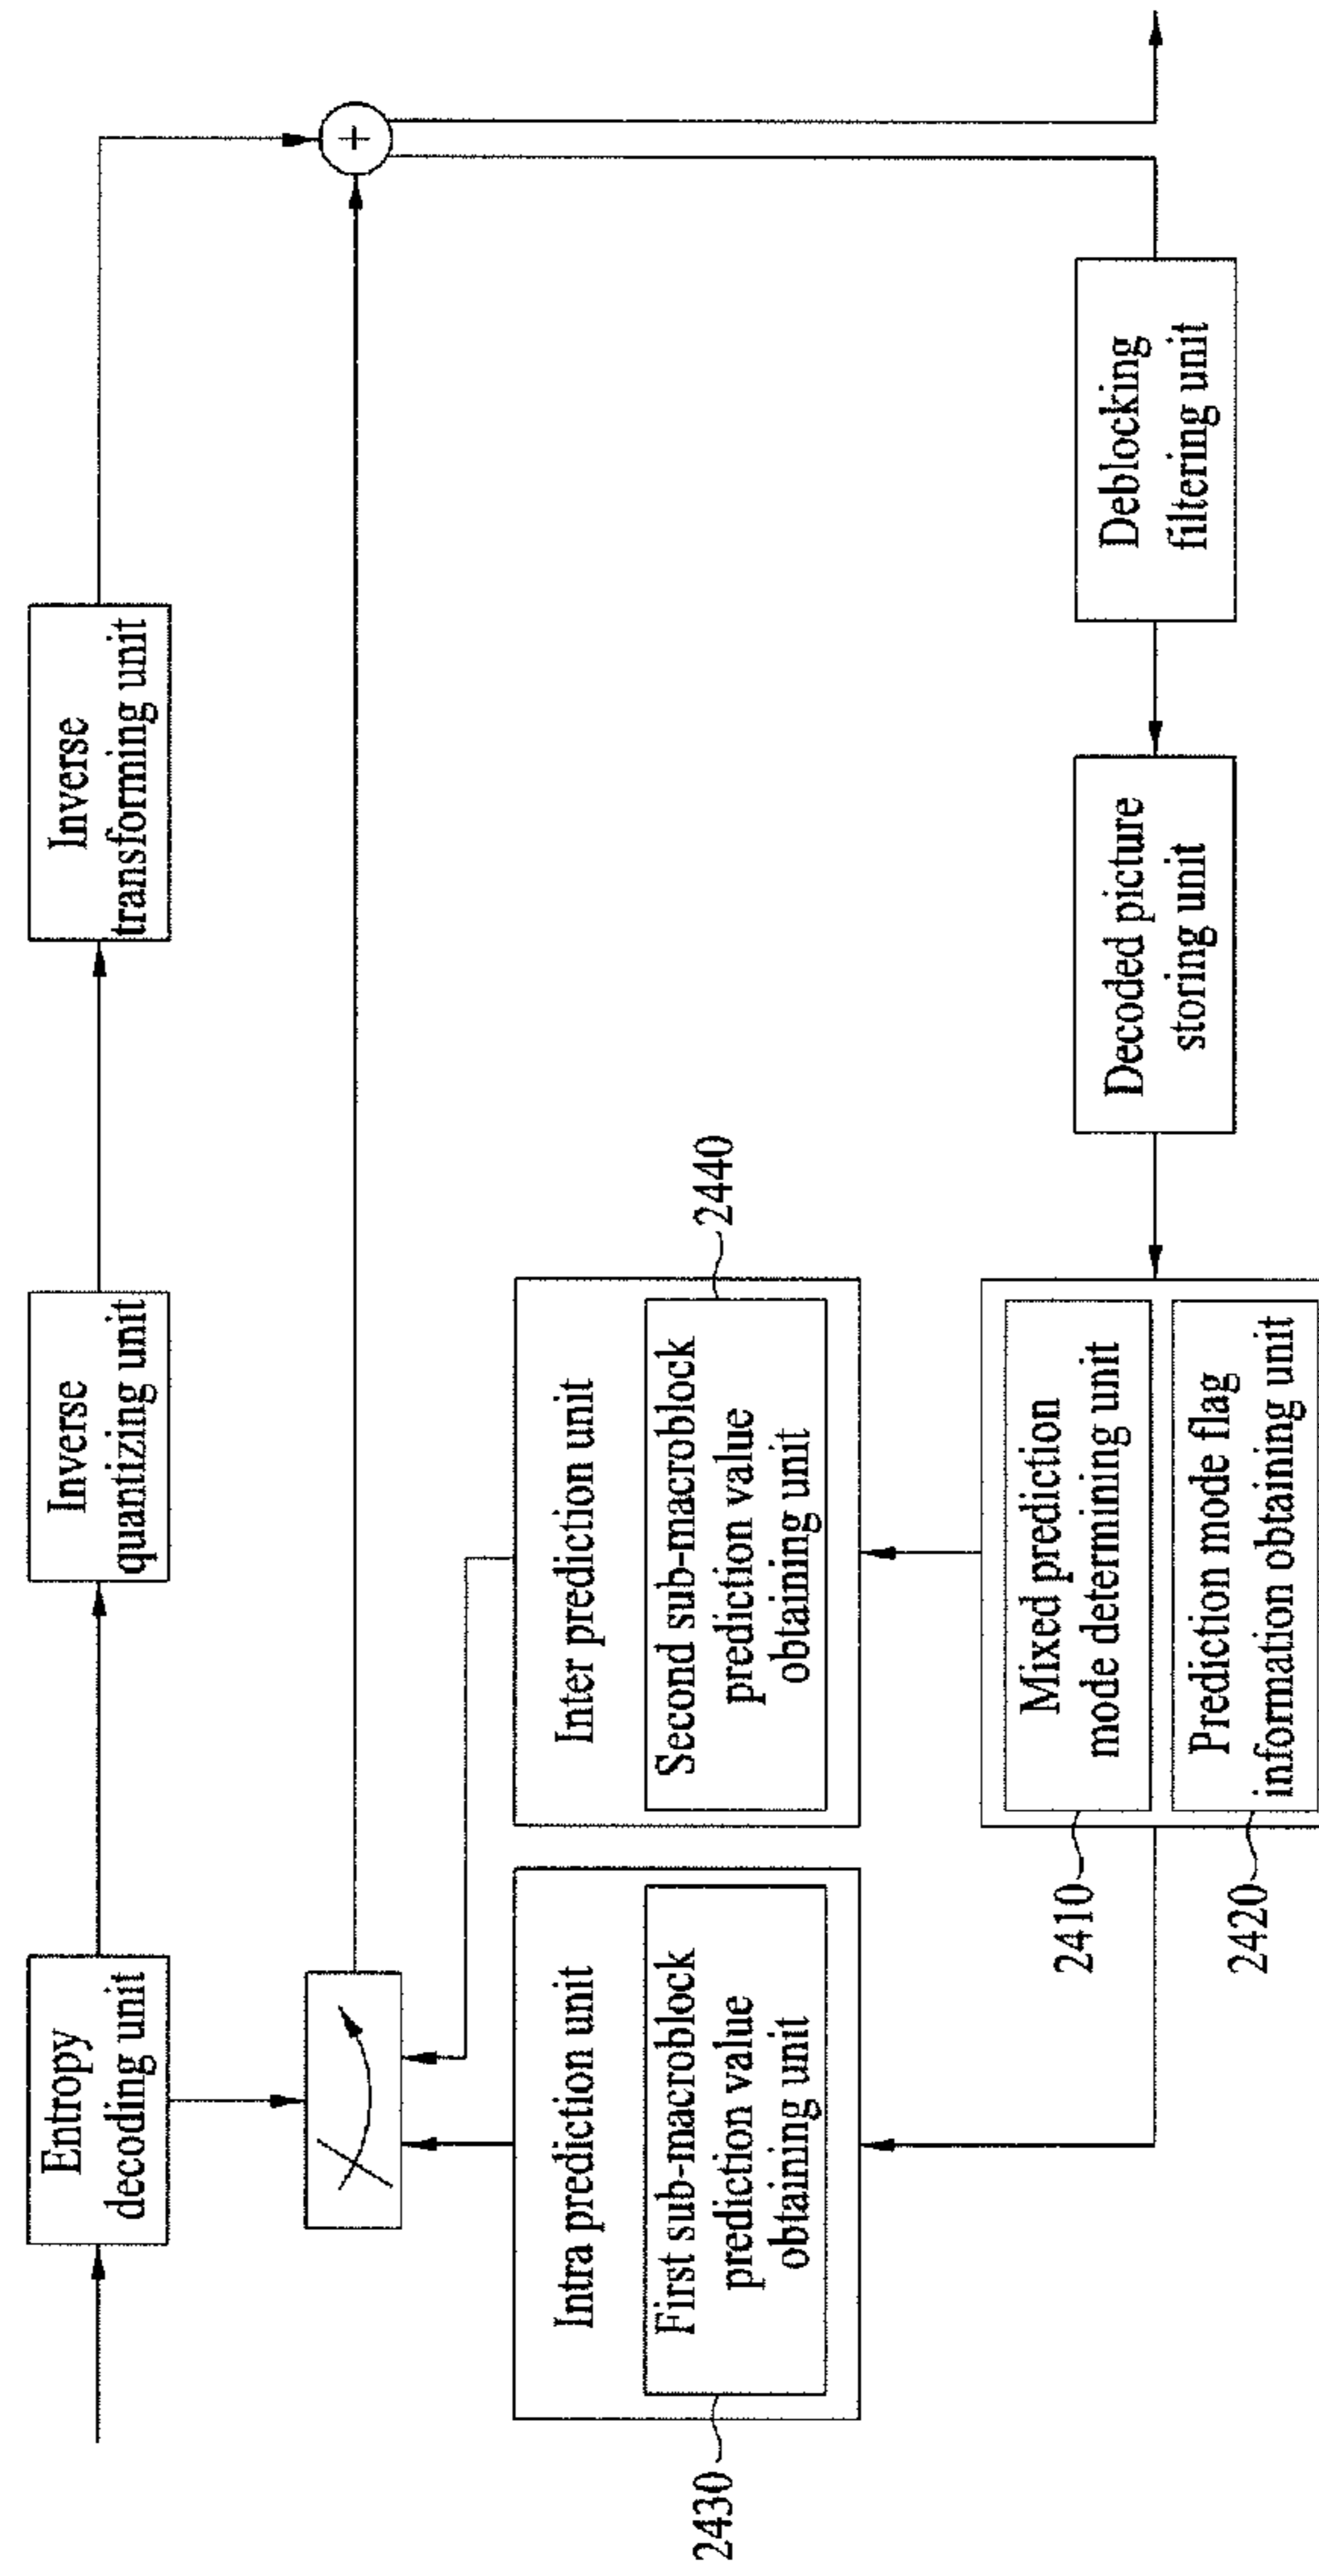 Entropy
decoding unit
Inverse
quantizing unit
Inverse
transforming unit
+
Intra prediction unit
First sub-macroblock
prediction value
obtaining unit
2430
Inter prediction unit
Second sub-macroblock
prediction value
obtaining unit
2440
Mixed prediction
mode determining unit
2410
Prediction mode flag
information obtaining unit
2420
Decoded picture
storing unit
Deblocking
filtering unit